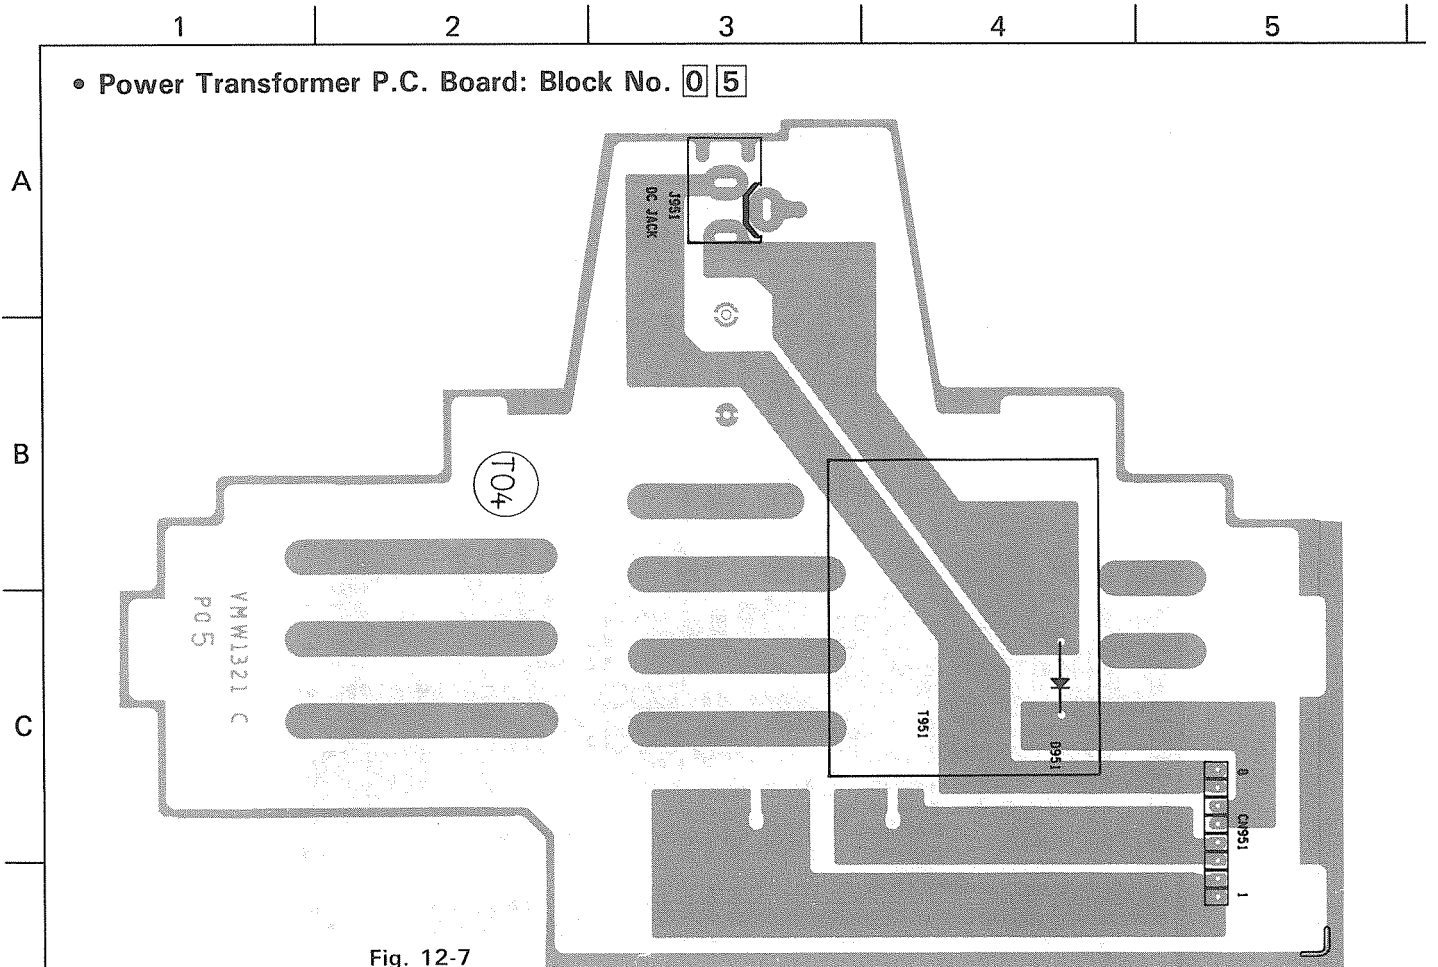 1 2 3 4 5
• Power Transformer P.C. Board: Block No. 0 5
A
J951
DC JACK
B
T04
VMW1321 C
P05
C
T951
D951
8
CN951
1
Fig. 12-7